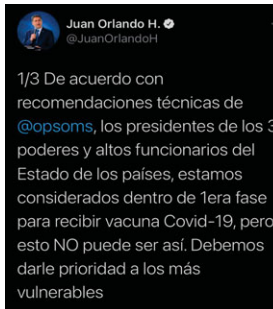 Juan Orlando H.
@JuanOrlandoH
1/3 De acuerdo con
recomendaciones técnicas de
@opsoms, los presidentes de los 3
poderes y altos funcionarios del
Estado de los países, estamos
considerados dentro de 1era fase
para recibir vacuna Covid-19, pero
esto NO puede ser así. Debemos
darle prioridad a los más
vulnerables